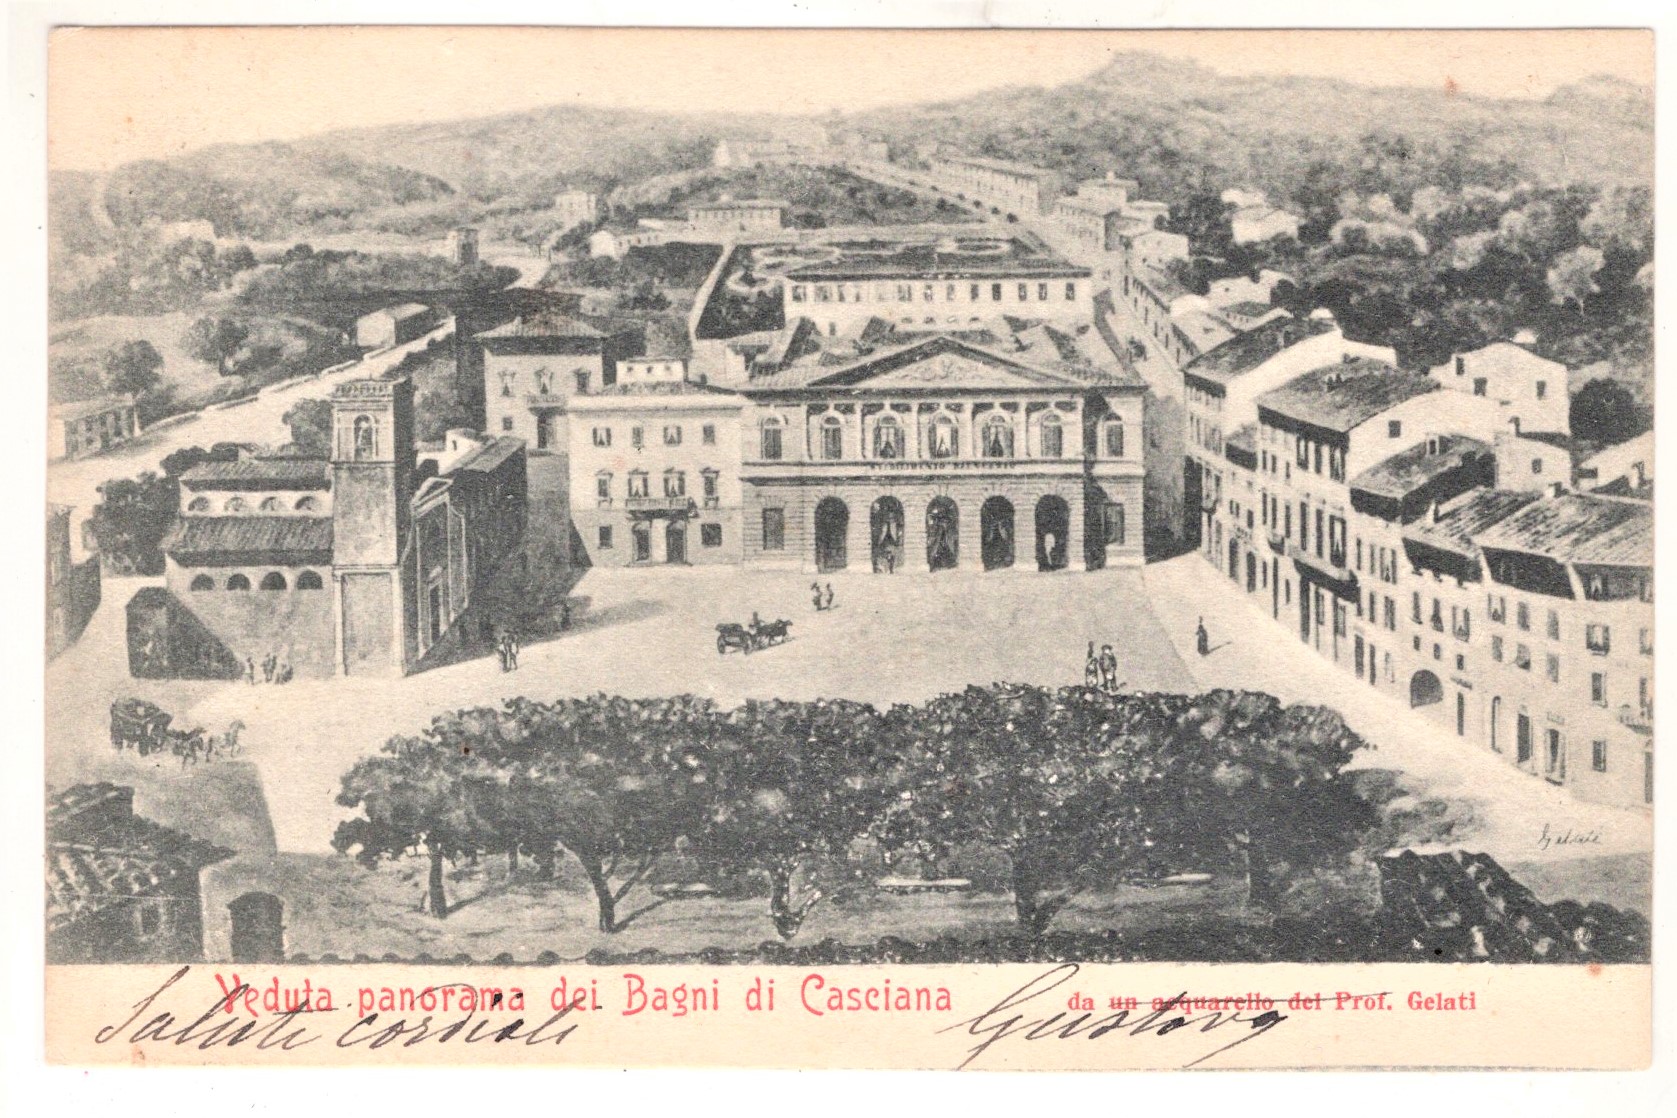 STABILIMENTO BALNEARIO
Gelati
Veduta panorama dei Bagni di Casciana
da un acquarello del Prof. Gelati
Saluti cordiali
Gustavo